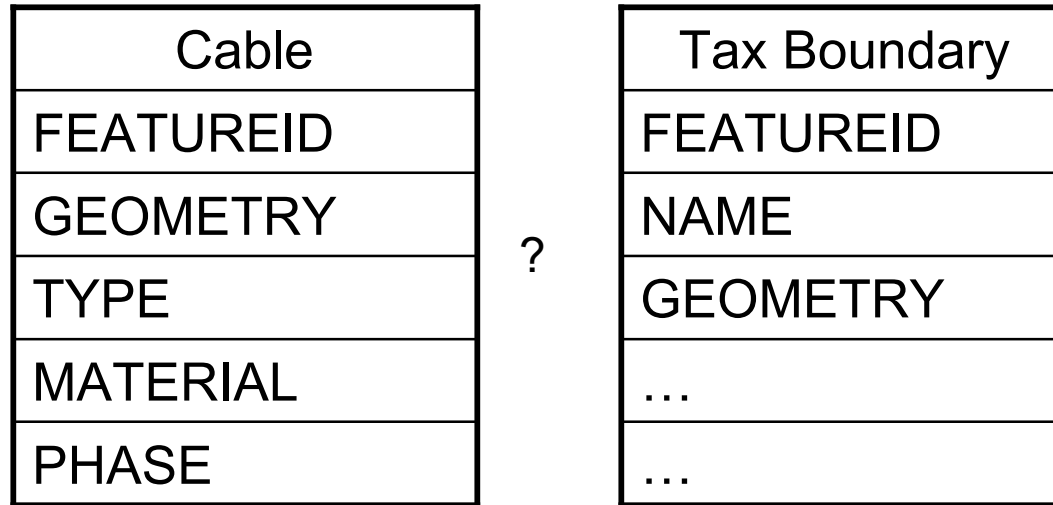 Cable
FEATUREID
GEOMETRY
TYPE
MATERIAL
PHASE
?
Tax Boundary
FEATUREID
NAME
GEOMETRY
…
…